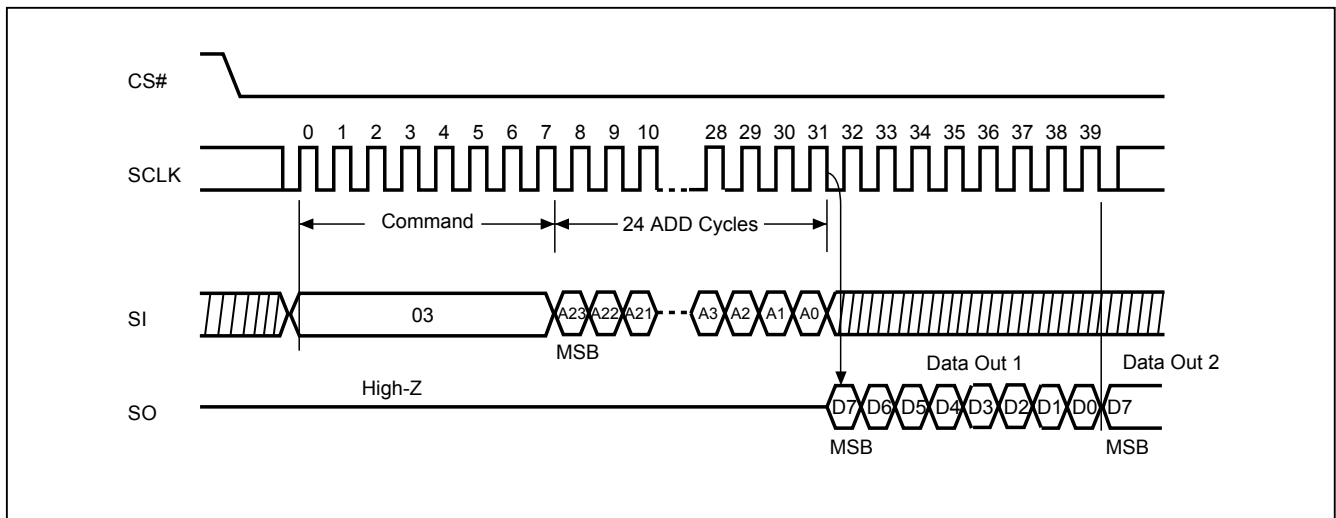 CS#
0 1 2 3 4 5 6 7 8 9 10 28 29 30 31 32 33 34 35 36 37 38 39
SCLK
Command 24 ADD Cycles
SI 03 A23 A22 A21 A3 A2 A1 A0
MSB
Data Out 1 Data Out 2
High-Z
SO D7 D6 D5 D4 D3 D2 D1 D0 D7
MSB MSB